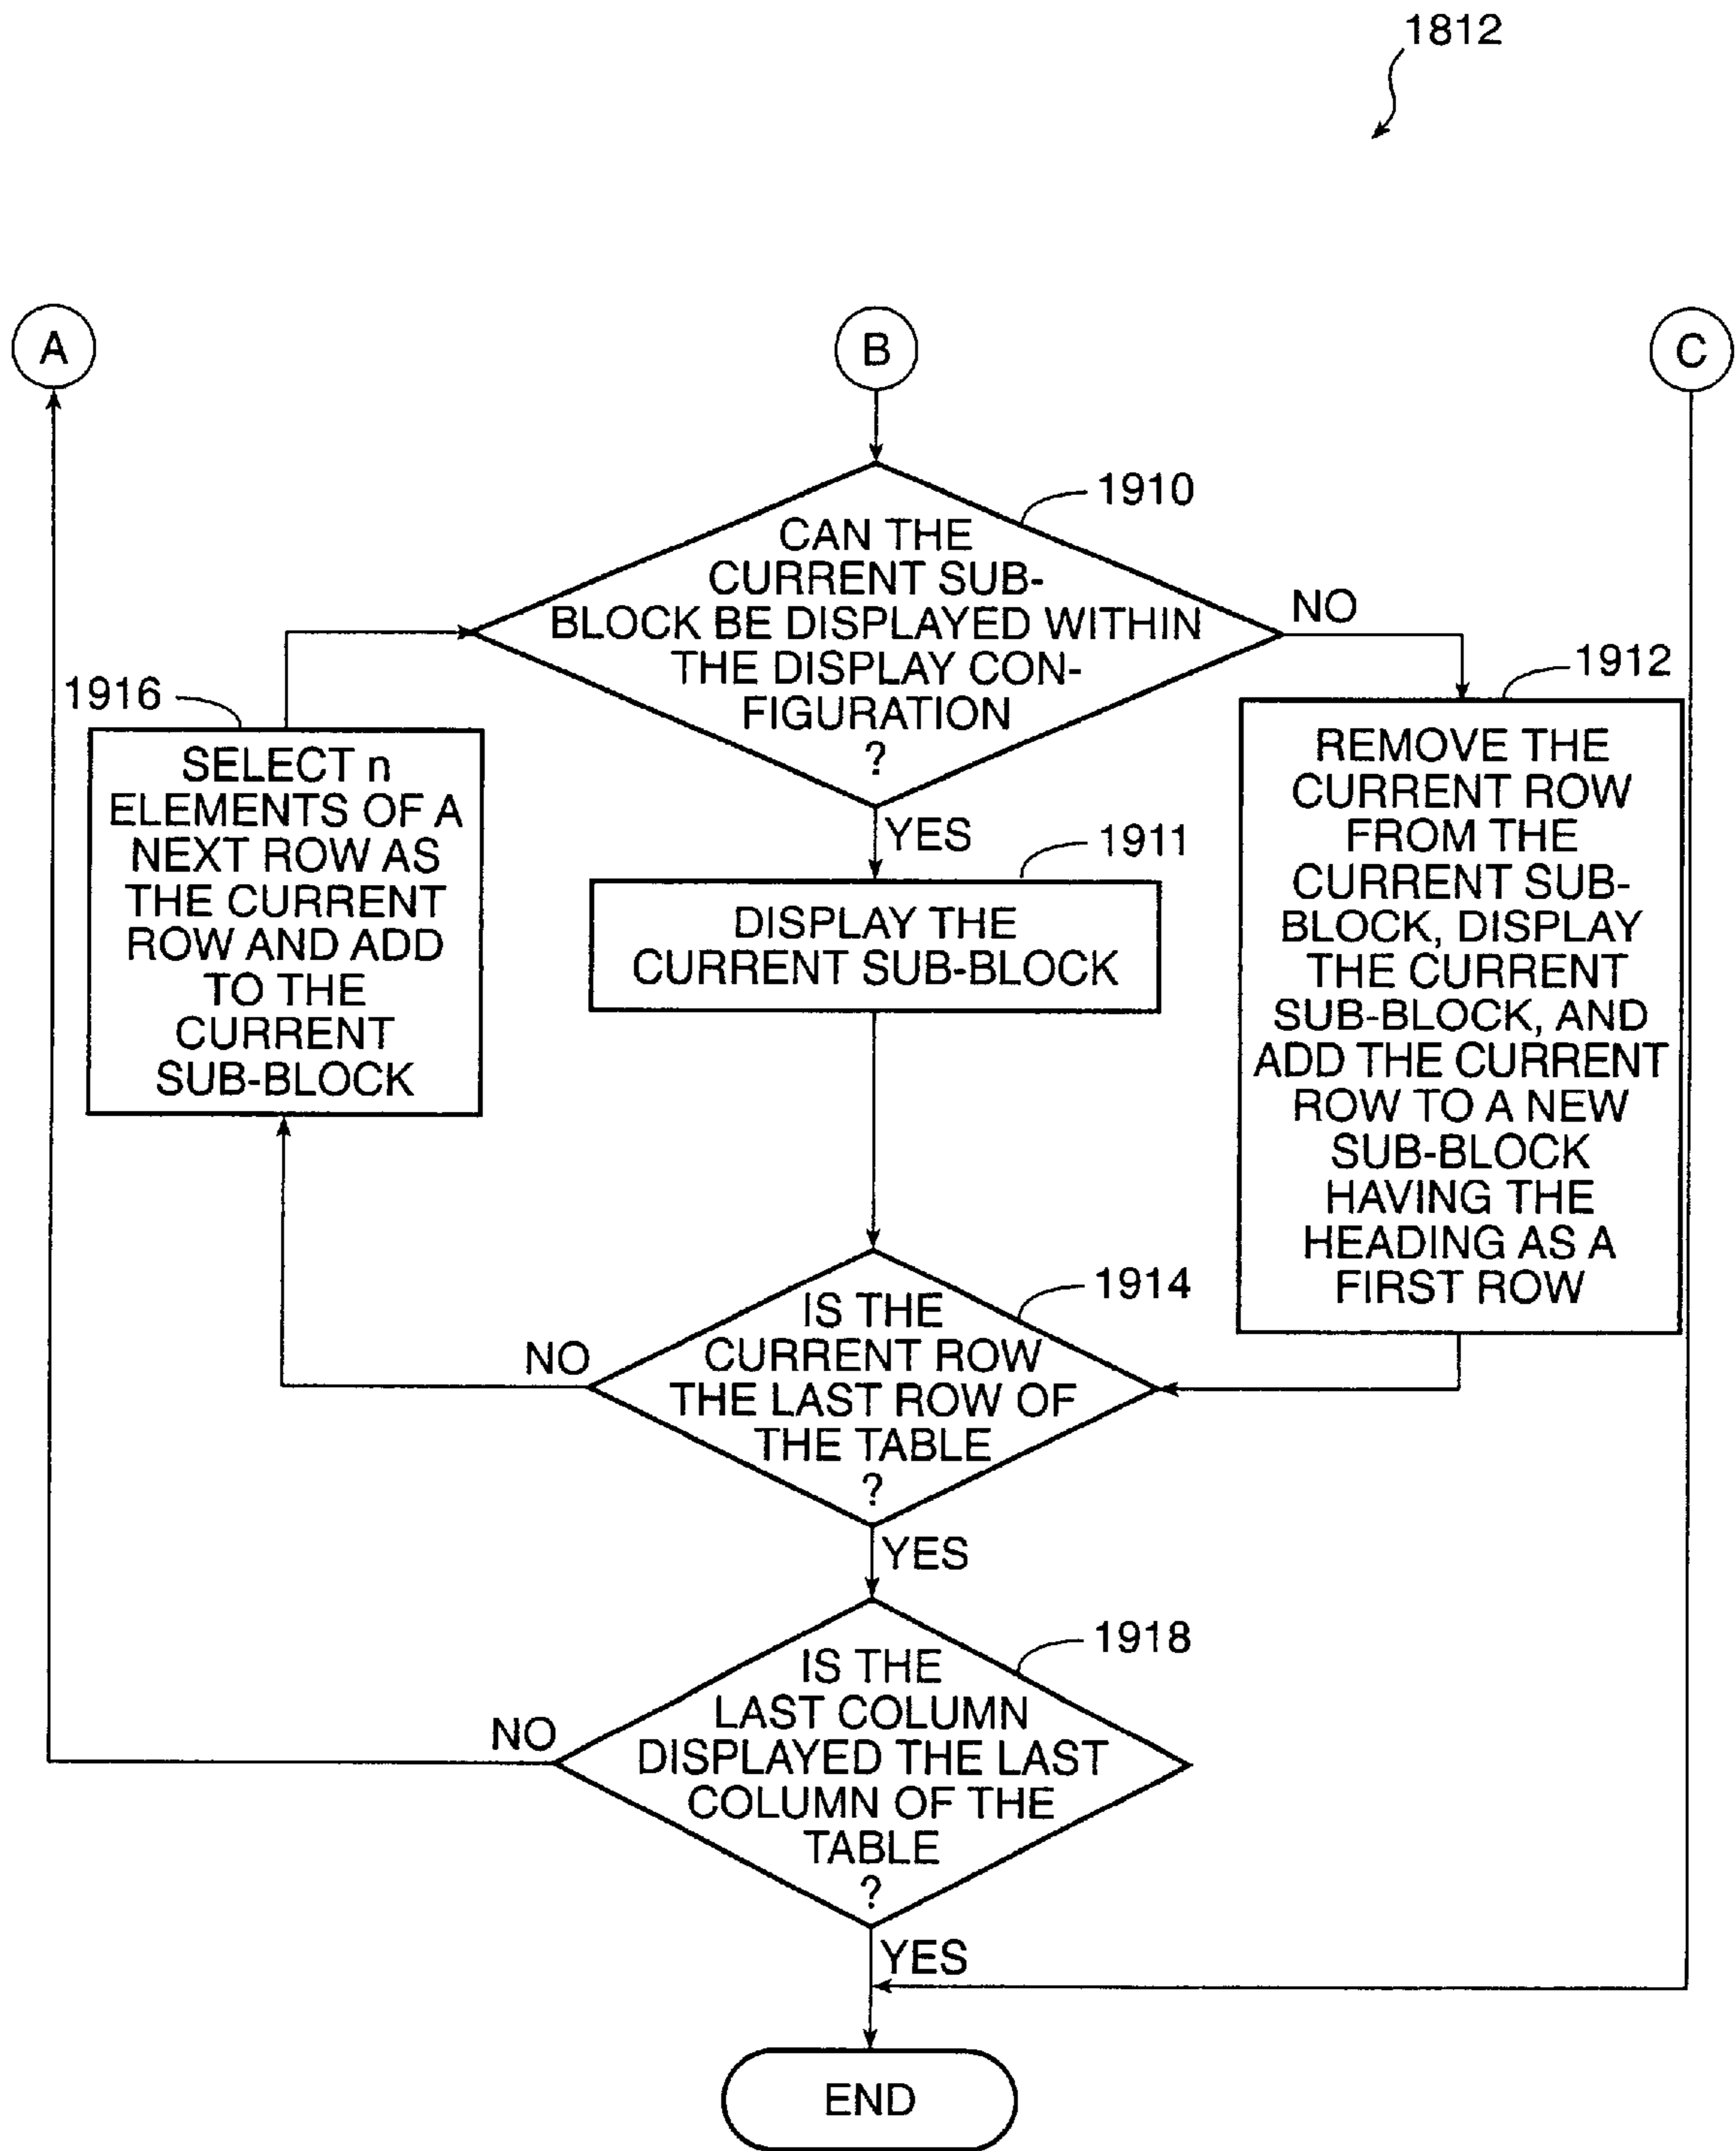 1812
A
B
C
1910
CAN THE
CURRENT SUB-
BLOCK BE DISPLAYED WITHIN
THE DISPLAY CON-
FIGURATION
?
NO
YES
1916
SELECT n
ELEMENTS OF A
NEXT ROW AS
THE CURRENT
ROW AND ADD
TO THE
CURRENT
SUB-BLOCK
1911
DISPLAY THE
CURRENT SUB-BLOCK
1912
REMOVE THE
CURRENT ROW
FROM THE
CURRENT SUB-
BLOCK, DISPLAY
THE CURRENT
SUB-BLOCK, AND
ADD THE CURRENT
ROW TO A NEW
SUB-BLOCK
HAVING THE
HEADING AS A
FIRST ROW
1914
IS THE
CURRENT ROW
THE LAST ROW OF
THE TABLE
?
NO
YES
1918
IS THE
LAST COLUMN
DISPLAYED THE LAST
COLUMN OF THE
TABLE
?
NO
YES
END